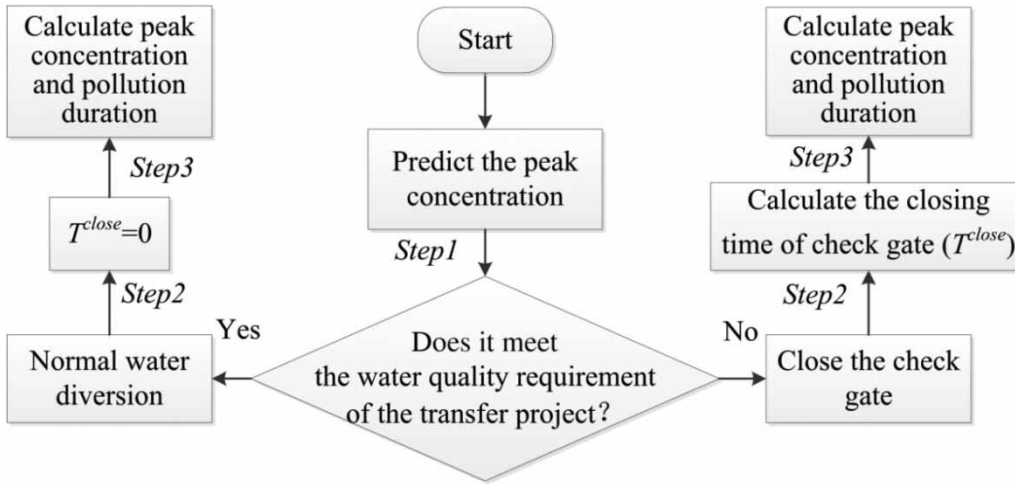 Start
Predict the peak
concentration
Step1
Does it meet
the water quality requirement
of the transfer project?
Yes
Normal water
diversion
Step2
T^close=0
Step3
Calculate peak
concentration
and pollution
duration
No
Close the check
gate
Step2
Calculate the closing
time of check gate (T^close)
Step3
Calculate peak
concentration
and pollution
duration